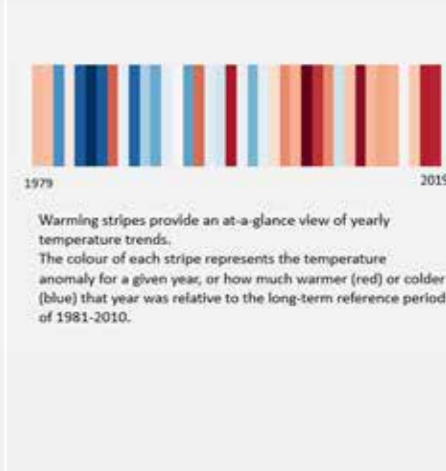 1979 2019
Warming stripes provide an at-a-glance view of yearly
temperature trends.
The colour of each stripe represents the temperature
anomaly for a given year, or how much warmer (red) or colder
(blue) that year was relative to the long-term reference period
of 1981-2010.